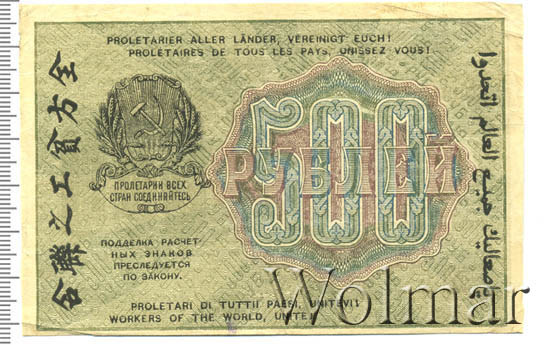 PROLETARIER ALLER LÄNDER, VEREINIGT EUCH!
PROLÉTAIRES DE TOUS LES PAYS, UNISSEZ VOUS!
ПРОЛЕТАРИИ ВСЕХ
СТРАН СОЕДИНЯЙТЕСЬ
500
РУБЛЕЙ
ПОДДЕЛКА РАСЧЕТ-
НЫХ ЗНАКОВ
ПРЕСЛЕДУЕТСЯ
ПО ЗАКОНУ.
PROLETARI DI TUTTI I PAESI, UNITEVI!
WORKERS OF THE WORLD, UNITE!
Wolmar